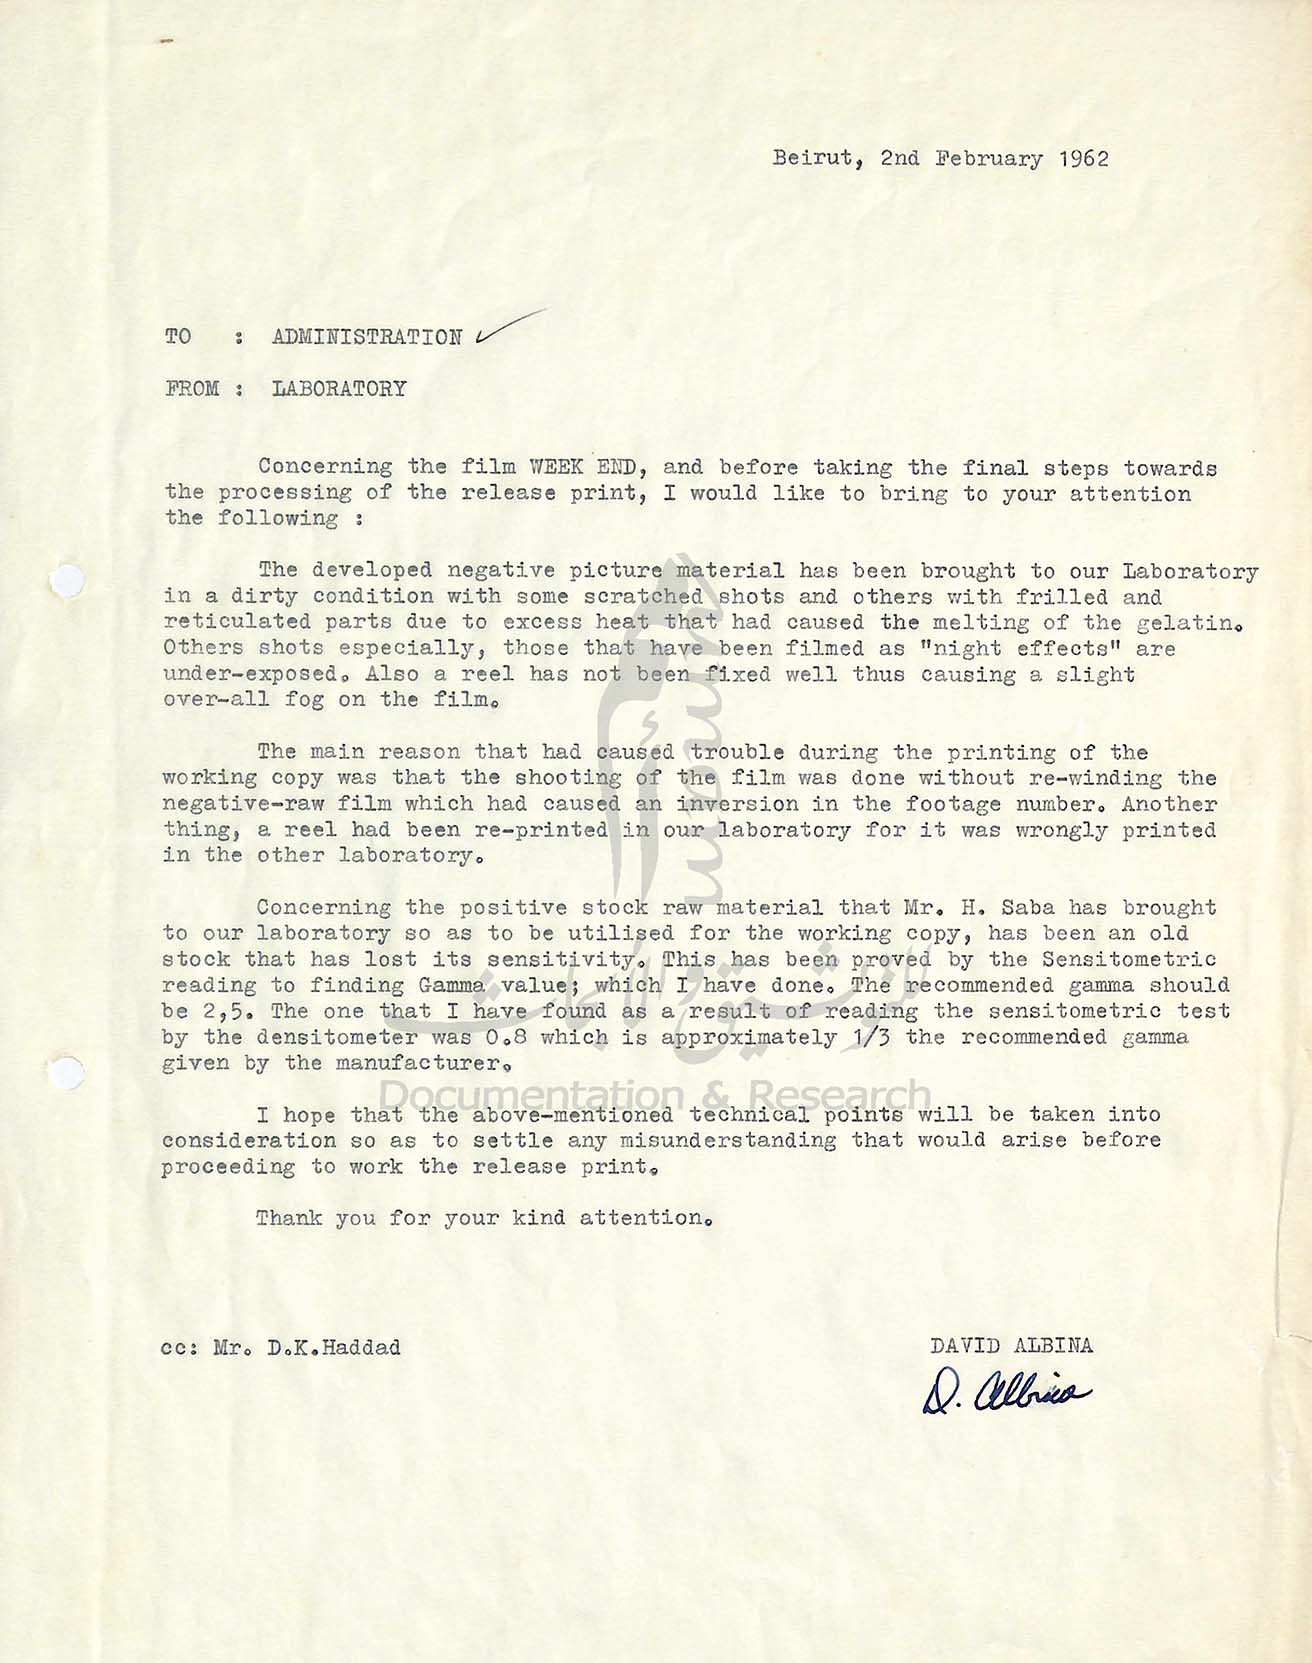 Beirut, 2nd February 1962
TO : ADMINISTRATION
FROM : LABORATORY
Concerning the film WEEK END, and before taking the final steps towards
the processing of the release print, I would like to bring to your attention
the following :
The developed negative picture material has been brought to our Laboratory
in a dirty condition with some scratched shots and others with frilled and
reticulated parts due to excess heat that had caused the melting of the gelatin.
Others shots especially, those that have been filmed as "night effects" are
under-exposed. Also a reel has not been fixed well thus causing a slight
over-all fog on the film.
The main reason that had caused trouble during the printing of the
working copy was that the shooting of the film was done without re-winding the
negative-raw film which had caused an inversion in the footage number. Another
thing, a reel had been re-printed in our laboratory for it was wrongly printed
in the other laboratory.
Concerning the positive stock raw material that Mr. H. Saba has brought
to our laboratory so as to be utilised for the working copy, has been an old
stock that has lost its sensitivity. This has been proved by the Sensitometric
reading to finding Gamma value; which I have done. The recommended gamma should
be 2,5. The one that I have found as a result of reading the sensitometric test
by the densitometer was 0.8 which is approximately 1/3 the recommended gamma
given by the manufacturer.
للتوثيق والأبحاث
Documentation & Research
I hope that the above-mentioned technical points will be taken into
consideration so as to settle any misunderstanding that would arise before
proceeding to work the release print.
Thank you for your kind attention.
cc: Mr. D.K.Haddad
DAVID ALBINA
D. Albina